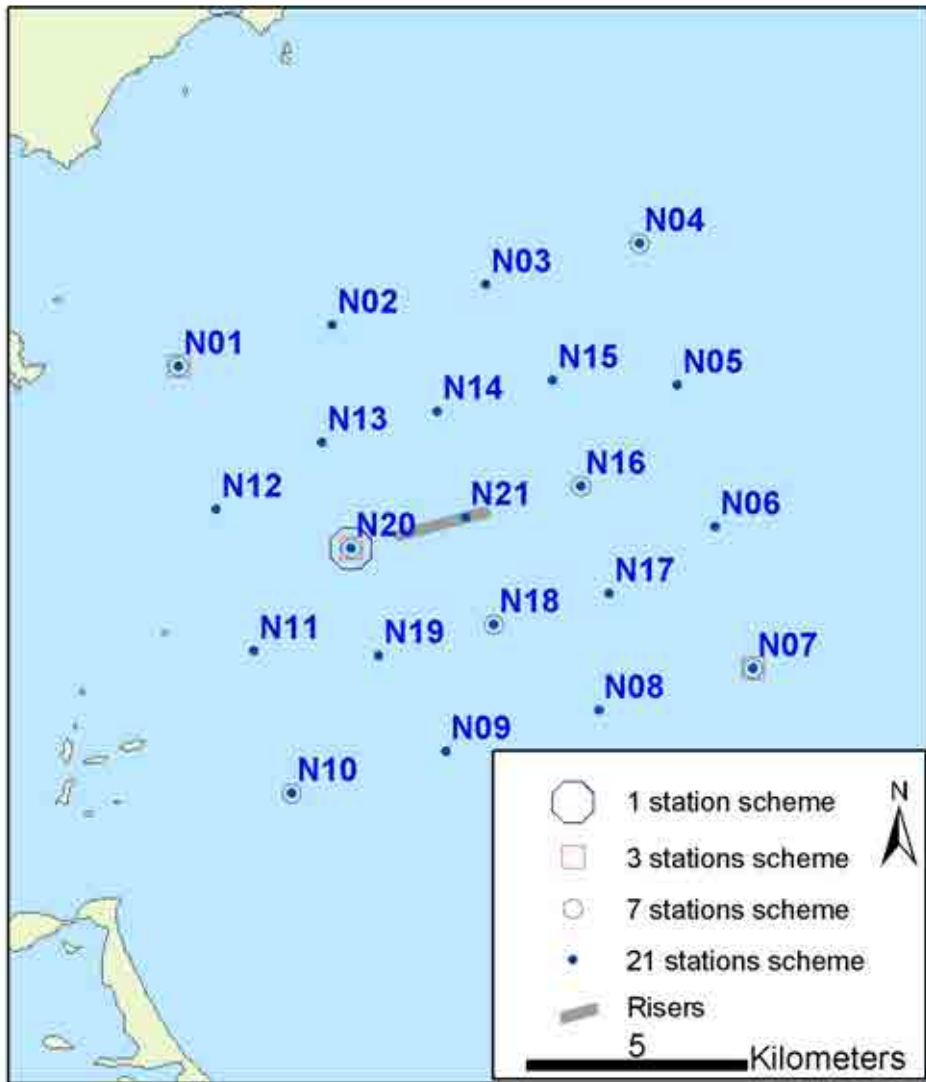 N04
N03
N02
N01
N15
N05
N14
N13
N16
N12
N21
N06
N20
N17
N18
N11
N19
N07
N08
N09
N10
N
1 station scheme
3 stations scheme
7 stations scheme
21 stations scheme
Risers
5
Kilometers